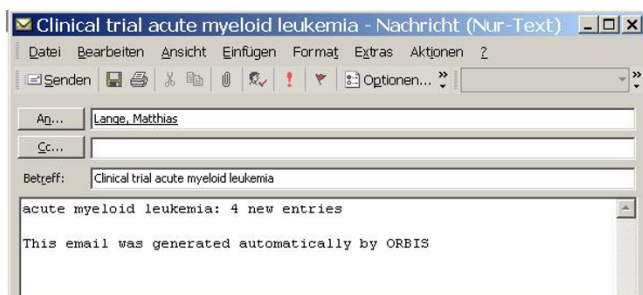 Clinical trial acute myeloid leukemia - Nachricht (Nur-Text)
Datei Bearbeiten Ansicht Einfügen Format Extras Aktionen ?
Senden Optionen...
An... Lange, Matthias
Cc...
Betreff: Clinical trial acute myeloid leukemia
acute myeloid leukemia: 4 new entries
This email was generated automatically by ORBIS